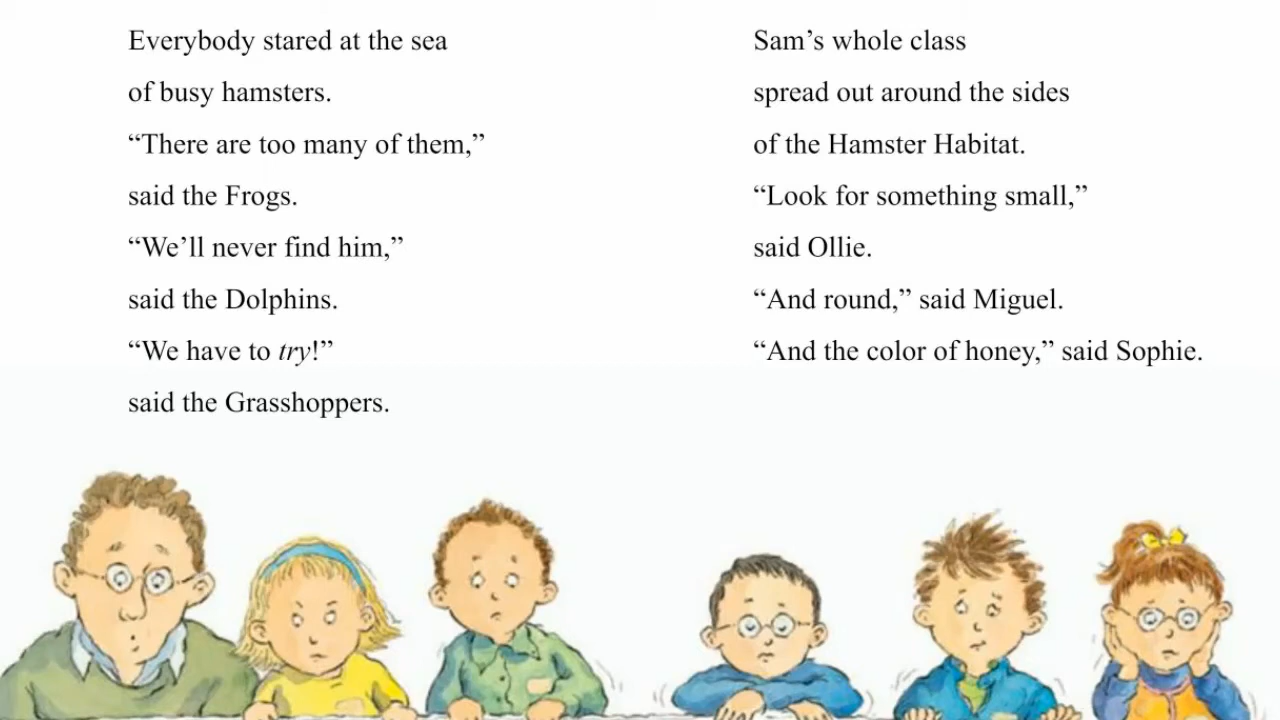 Everybody stared at the sea
of busy hamsters.
“There are too many of them,”
said the Frogs.
“We’ll never find him,”
said the Dolphins.
“We have to try!”
said the Grasshoppers.
Sam’s whole class
spread out around the sides
of the Hamster Habitat.
“Look for something small,”
said Ollie.
“And round,” said Miguel.
“And the color of honey,” said Sophie.